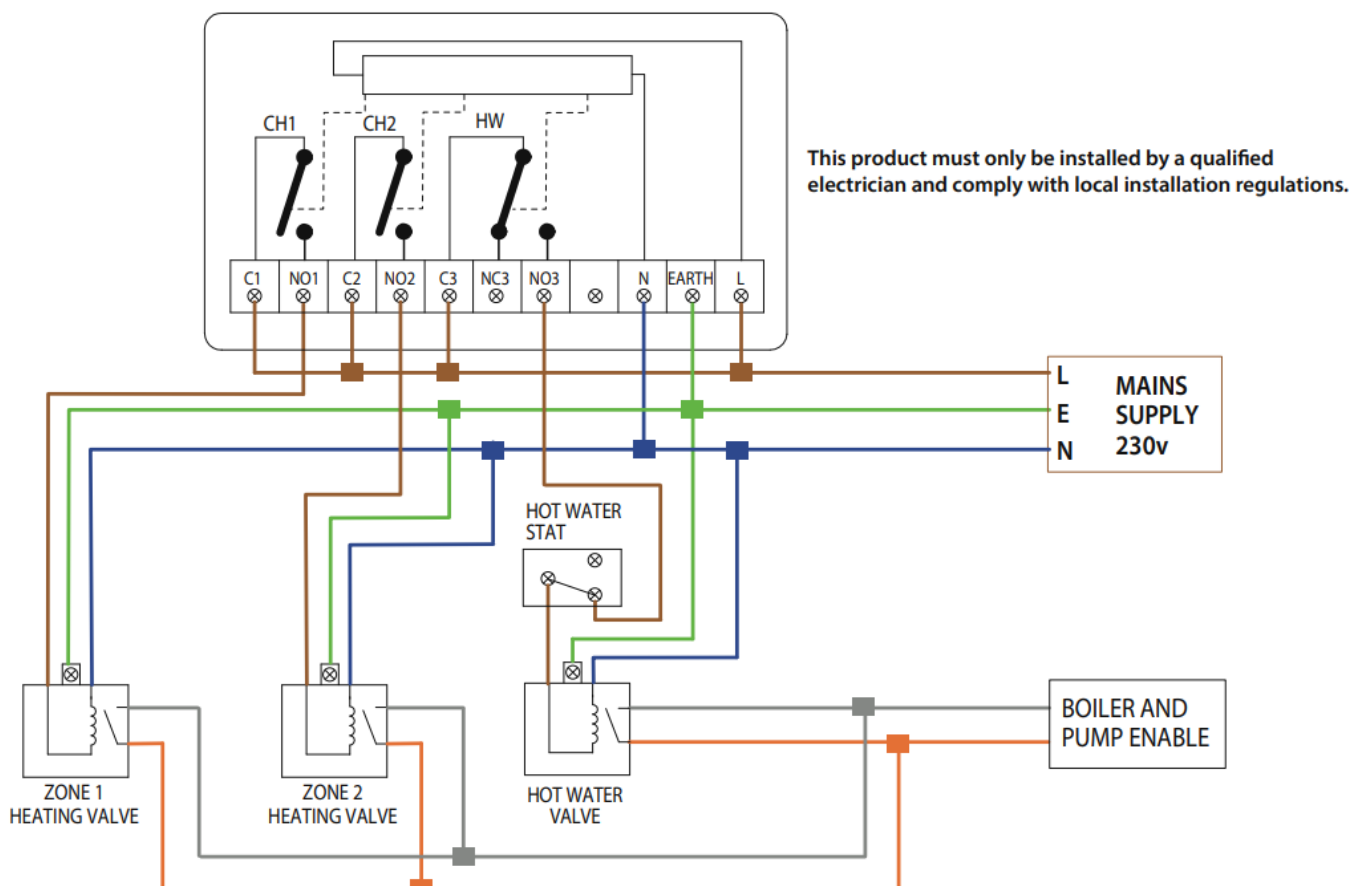 CH1
CH2
HW
This product must only be installed by a qualified
electrician and comply with local installation regulations.
C1
NO1
C2
NO2
C3
NC3
NO3
N
EARTH
L
L
E
N
MAINS
SUPPLY
230v
HOT WATER
STAT
BOILER AND
PUMP ENABLE
ZONE 1
HEATING VALVE
ZONE 2
HEATING VALVE
HOT WATER
VALVE